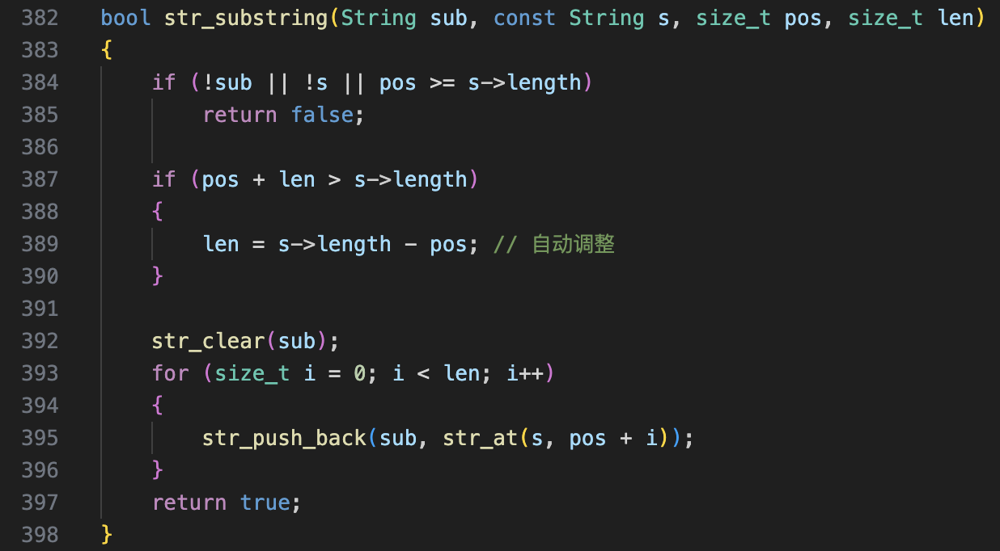 382 bool str_substring(String sub, const String s, size_t pos, size_t len)
383 {
384     if (!sub || !s || pos >= s->length)
385         return false;
386
387     if (pos + len > s->length)
388     {
389         len = s->length - pos; // 自动调整
390     }
391
392     str_clear(sub);
393     for (size_t i = 0; i < len; i++)
394     {
395         str_push_back(sub, str_at(s, pos + i));
396     }
397     return true;
398 }